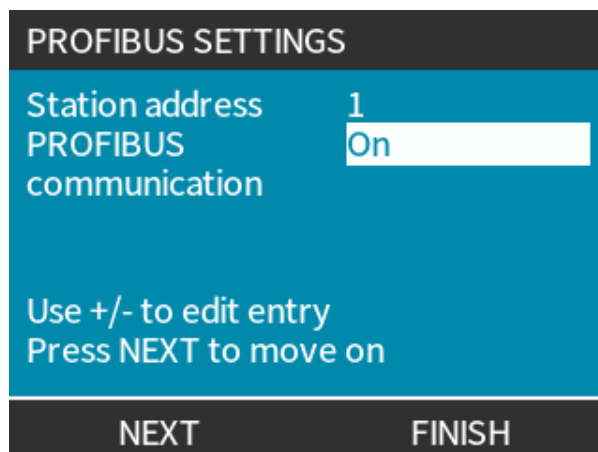 PROFIBUS SETTINGS
Station address 1
PROFIBUS On
communication
Use +/- to edit entry
Press NEXT to move on
NEXT FINISH